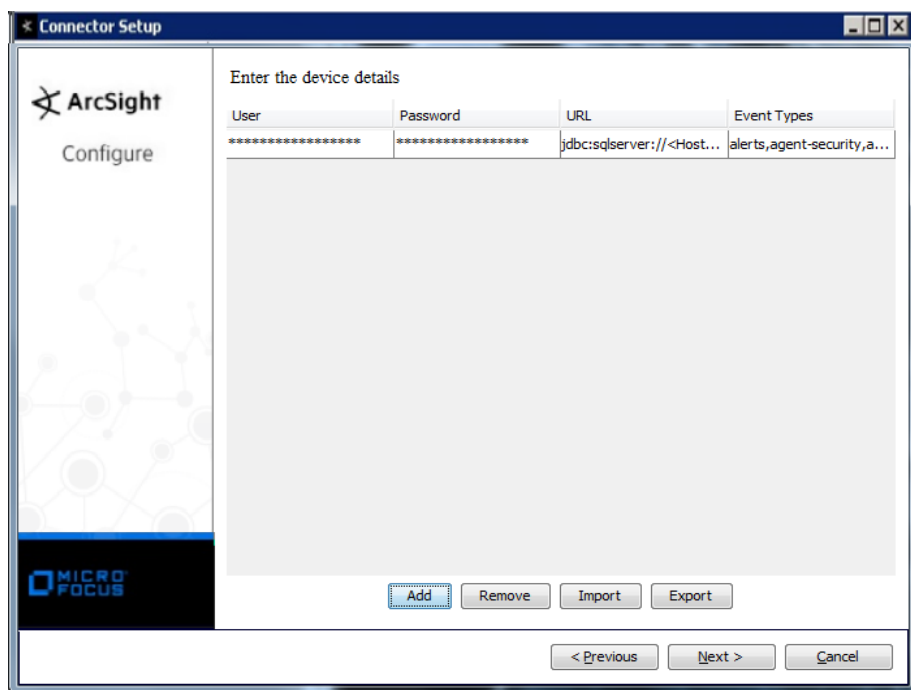 Connector Setup
ArcSight
Configure
Enter the device details
User Password URL Event Types
***************** ***************** jdbc:sqlserver://<Host... alerts,agent-security,a...
MICRO
FOCUS
Add Remove Import Export
< Previous Next > Cancel